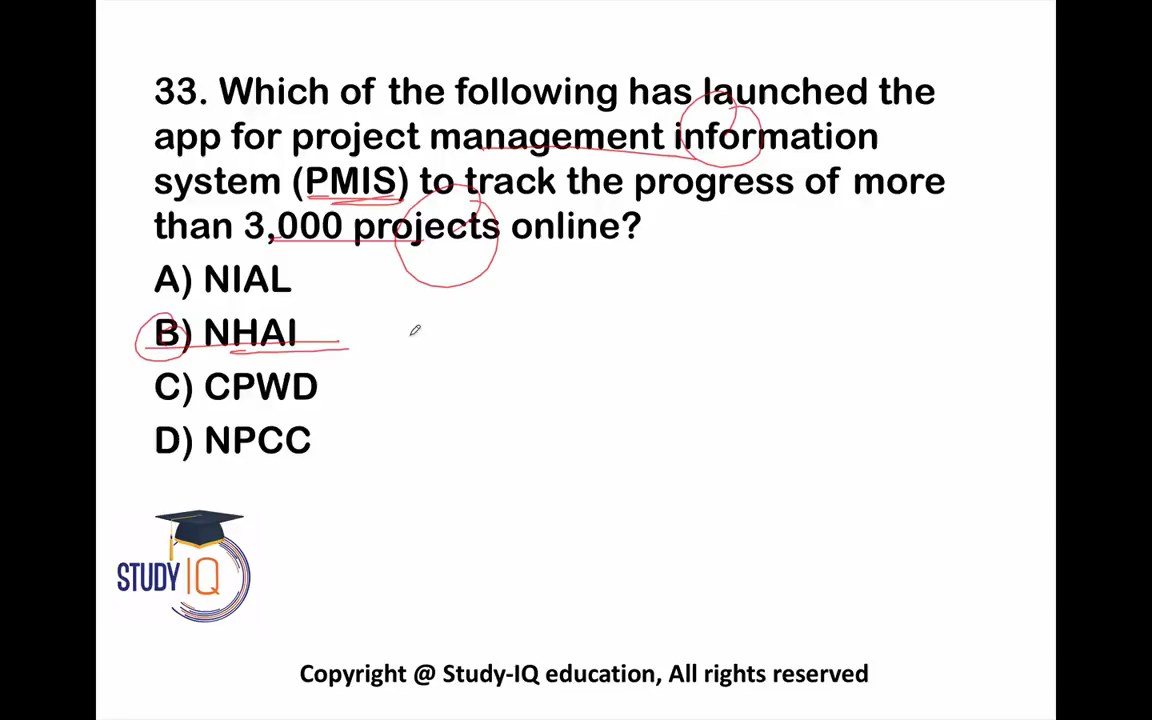 33. Which of the following has launched the
app for project management information
system (PMIS) to track the progress of more
than 3,000 projects online?
A) NIAL
B) NHAI
C) CPWD
D) NPCC
STUDY IQ
Copyright @ Study-IQ education, All rights reserved